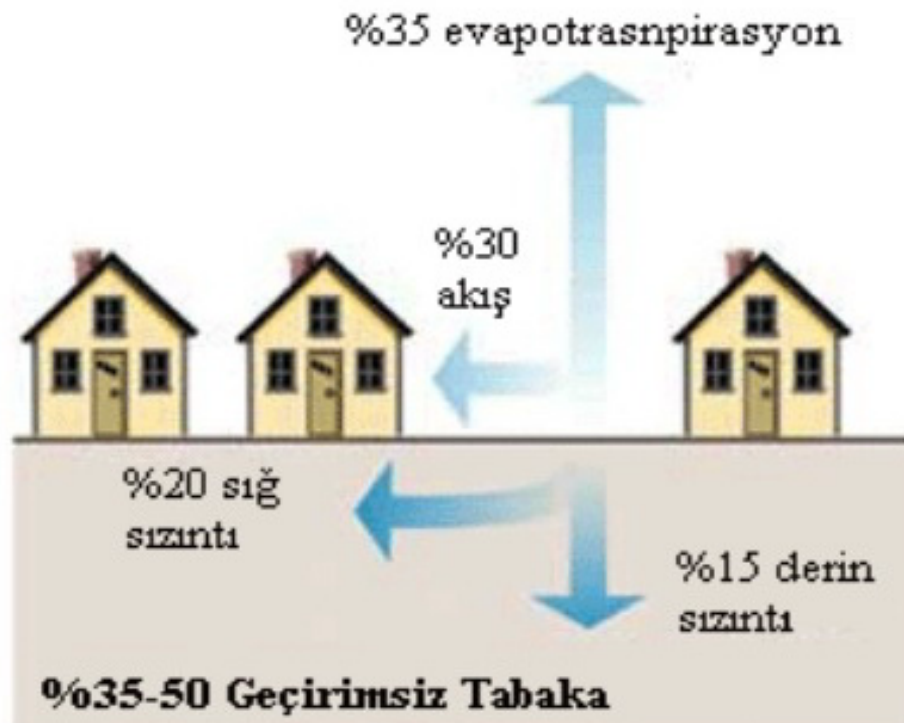 %35 evapotrasnpirasyon
%30
akış
%20 sığ
sızıntı
%15 derin
sızıntı
%35-50 Geçirimsiz Tabaka